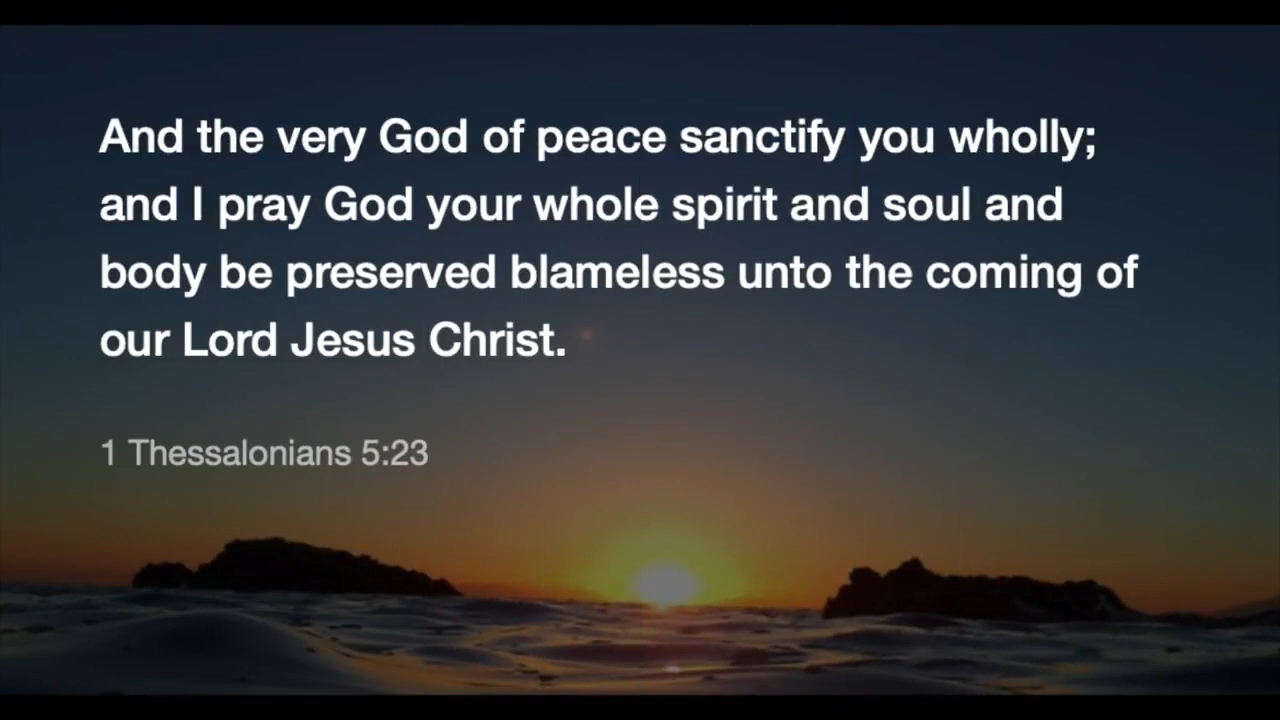 And the very God of peace sanctify you wholly;
and I pray God your whole spirit and soul and
body be preserved blameless unto the coming of
our Lord Jesus Christ.
1 Thessalonians 5:23